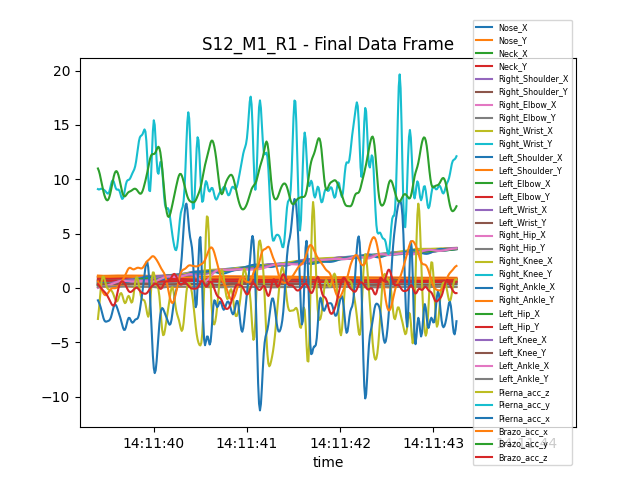 S12_M1_R1 - Final Data Frame
20
15
10
5
0
−5
−10
14:11:40
14:11:41
14:11:42
14:11:43
14:11:44
time
Nose_X
Nose_Y
Neck_X
Neck_Y
Right_Shoulder_X
Right_Shoulder_Y
Right_Elbow_X
Right_Elbow_Y
Right_Wrist_X
Right_Wrist_Y
Left_Shoulder_X
Left_Shoulder_Y
Left_Elbow_X
Left_Elbow_Y
Left_Wrist_X
Left_Wrist_Y
Right_Hip_X
Right_Hip_Y
Right_Knee_X
Right_Knee_Y
Right_Ankle_X
Right_Ankle_Y
Left_Hip_X
Left_Hip_Y
Left_Knee_X
Left_Knee_Y
Left_Ankle_X
Left_Ankle_Y
Pierna_acc_z
Pierna_acc_y
Pierna_acc_x
Brazo_acc_x
Brazo_acc_y
Brazo_acc_z